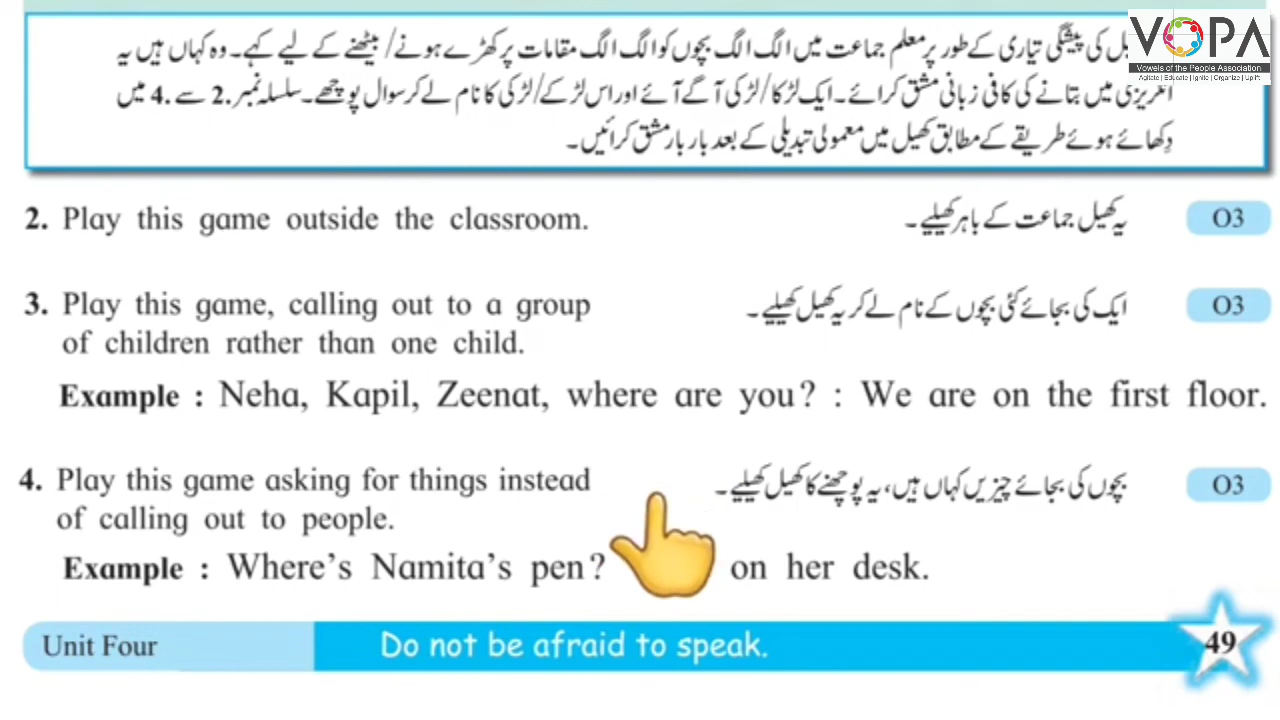 VOPA
Vowels of the People Association
Agitate | Educate | Ignite | Organize | Uplift
کی پیشگی تیاری کے طور پر معلم جماعت میں الگ الگ بچوں کو الگ الگ مقامات پر کھڑے ہونے/بیٹھنے کے لیے کہے۔ وہ کہاں ہیں یہ
انگریزی میں بتانے کی کافی زبانی مشق کرائے۔ ایک لڑکا/لڑکی آگے آئے اور اس لڑکے/لڑکی کا نام لے کر سوال پوچھے۔ سلسلہ نمبر .2 سے .4 میں
دِکھائے ہوئے طریقے کے مطابق کھیل میں معمولی تبدیلی کے بعد بار بار مشق کرائیں۔
2. Play this game outside the classroom. یہ کھیل جماعت کے باہر کھیلیے۔ O3
3. Play this game, calling out to a group ایک کی بجائے کئی بچوں کے نام لے کر یہ کھیل کھیلیے۔ O3
of children rather than one child.
Example : Neha, Kapil, Zeenat, where are you? : We are on the first floor.
4. Play this game asking for things instead بچوں کی بجائے چیزیں کہاں ہیں، یہ پوچھنے کا کھیل کھیلیے۔ O3
of calling out to people.
Example : Where's Namita's pen? on her desk.
Unit Four Do not be afraid to speak. 49